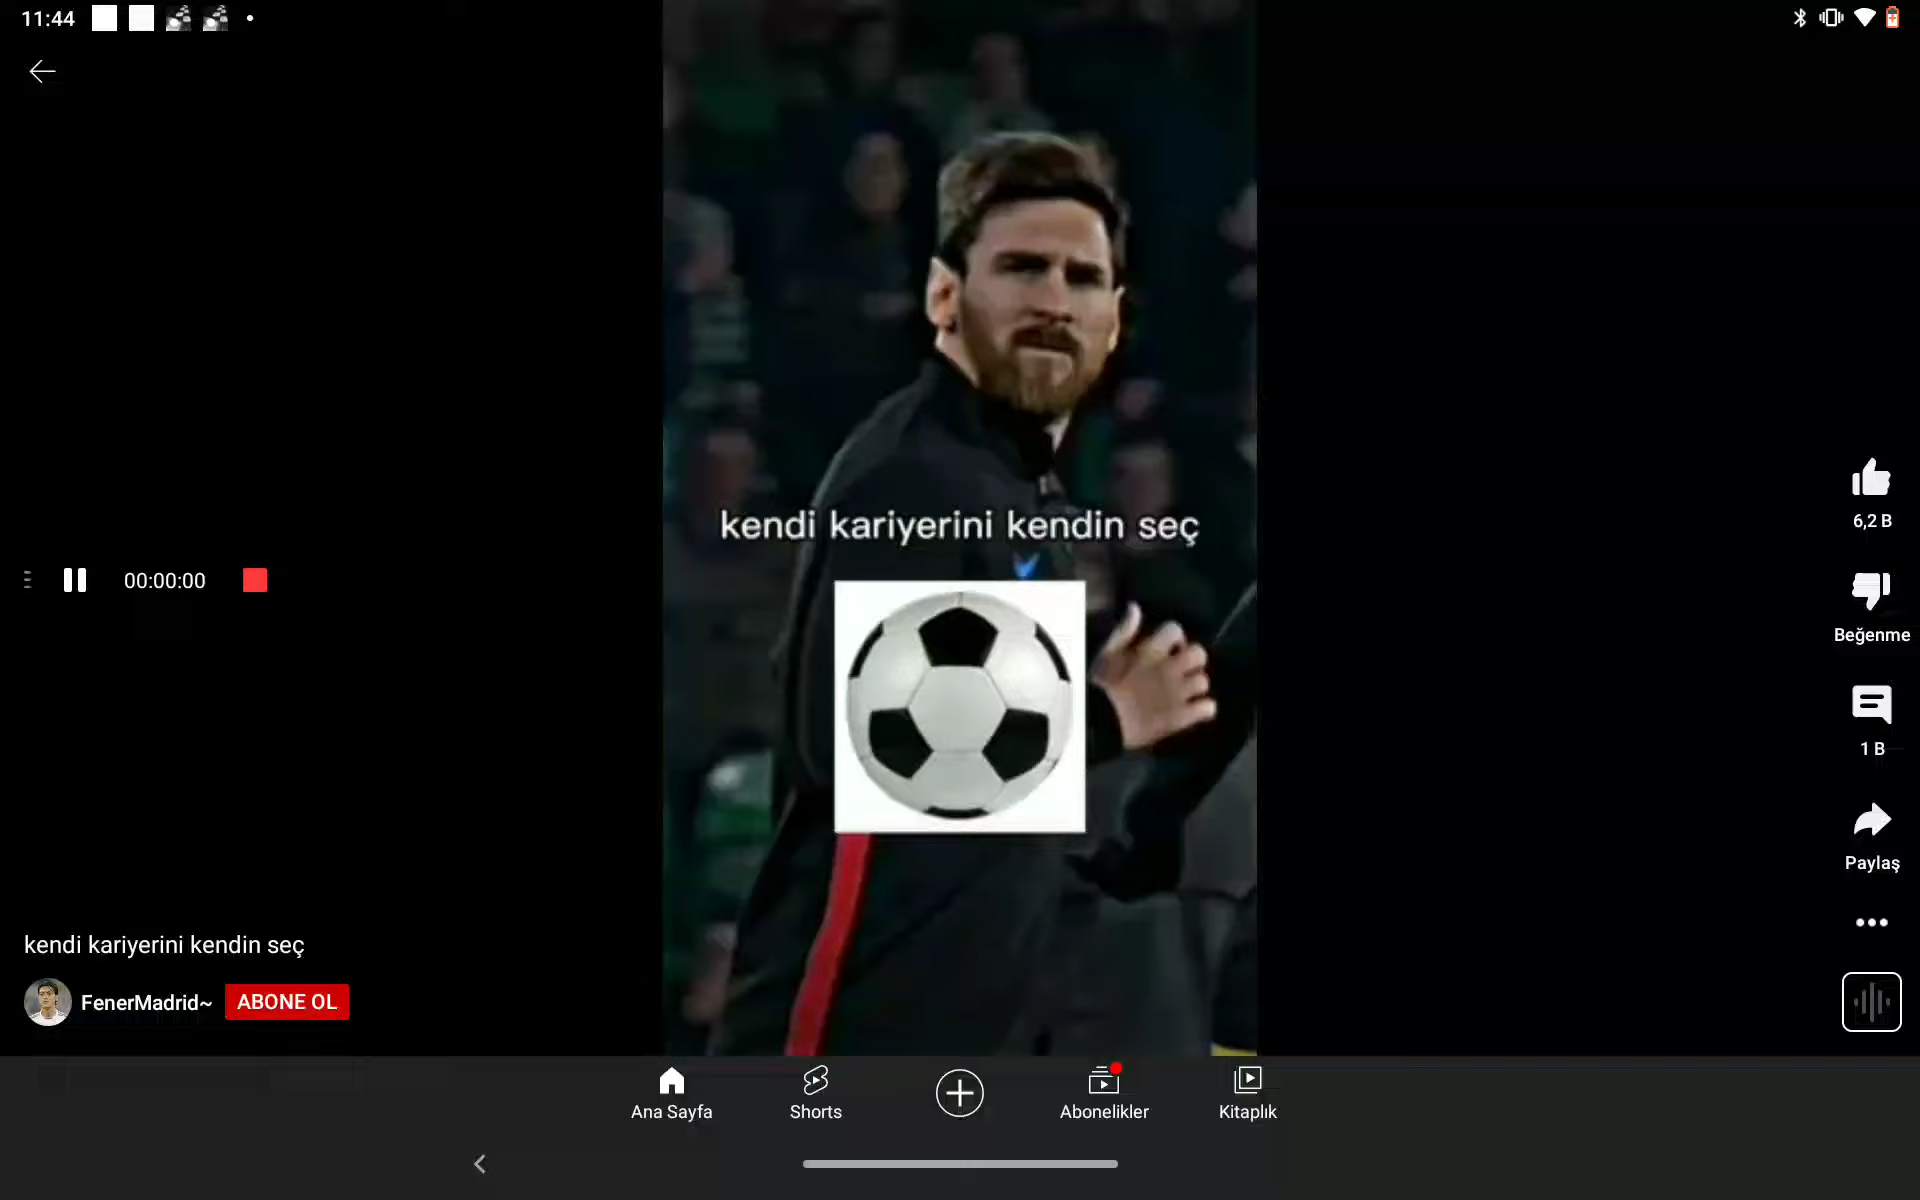 11:44
kendi kariyerini kendin seç
00:00:00
6,2 B
Beğenme
1 B
Paylaş
kendi kariyerini kendin seç
FenerMadrid~ ABONE OL
Ana Sayfa Shorts Abonelikler Kitaplık